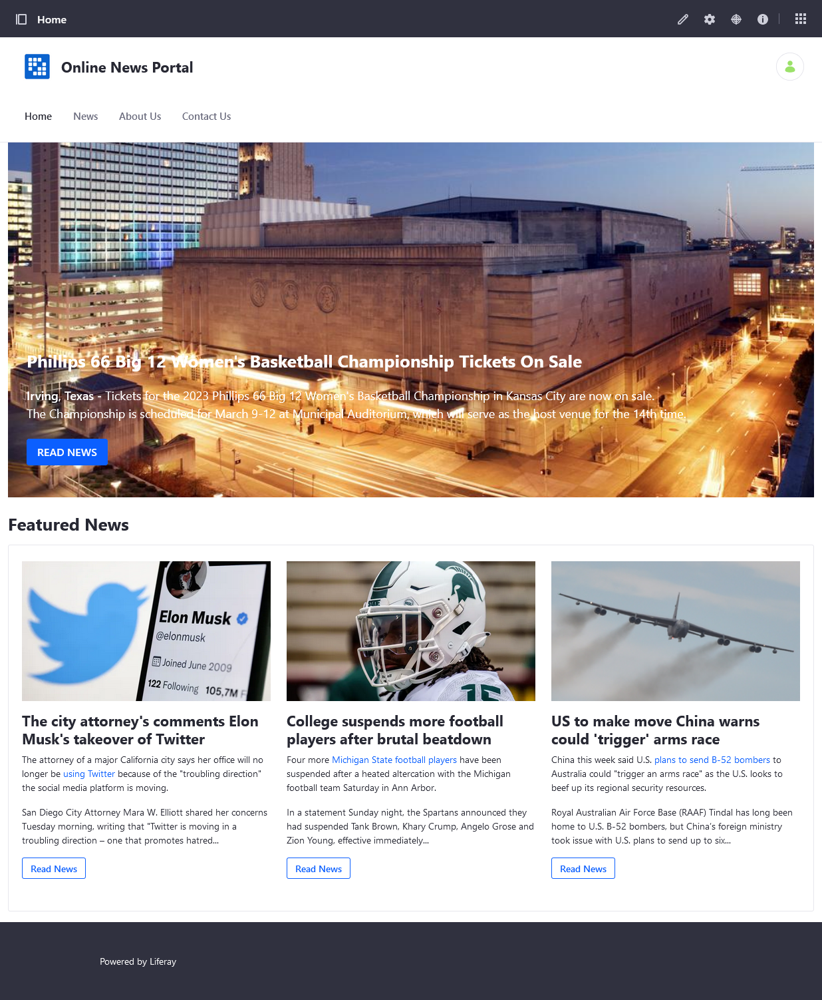 Home
Online News Portal
Home News About Us Contact Us
Phillips 66 Big 12 Women's Basketball Championship Tickets On Sale
Irving, Texas - Tickets for the 2023 Phillips 66 Big 12 Women's Basketball Championship in Kansas City are now on sale.
The Championship is scheduled for March 9-12 at Municipal Auditorium, which will serve as the host venue for the 14th time.
READ NEWS
Featured News
Elon Musk
@elonmusk
Joined June 2009
122 Following 105,7M F
The city attorney's comments Elon
Musk's takeover of Twitter
The attorney of a major California city says her office will no
longer be using Twitter because of the "troubling direction"
the social media platform is moving.
San Diego City Attorney Mara W. Elliott shared her concerns
Tuesday morning, writing that "Twitter is moving in a
troubling direction – one that promotes hatred...
Read News
STATE
15
College suspends more football
players after brutal beatdown
Four more Michigan State football players have been
suspended after a heated altercation with the Michigan
football team Saturday in Ann Arbor.
In a statement Sunday night, the Spartans announced they
had suspended Tank Brown, Khary Crump, Angelo Grose and
Zion Young, effective immediately...
Read News
US to make move China warns
could 'trigger' arms race
China this week said U.S. plans to send B-52 bombers to
Australia could "trigger an arms race" as the U.S. looks to
beef up its regional security resources.
Royal Australian Air Force Base (RAAF) Tindal has long been
home to U.S. B-52 bombers, but China's foreign ministry
took issue with U.S. plans to send up to six...
Read News
Powered by Liferay